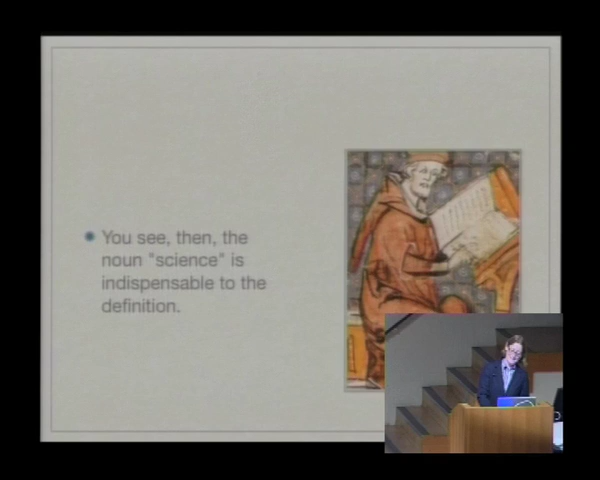 You see, then, the
noun "science" is
indispensable to the
definition.